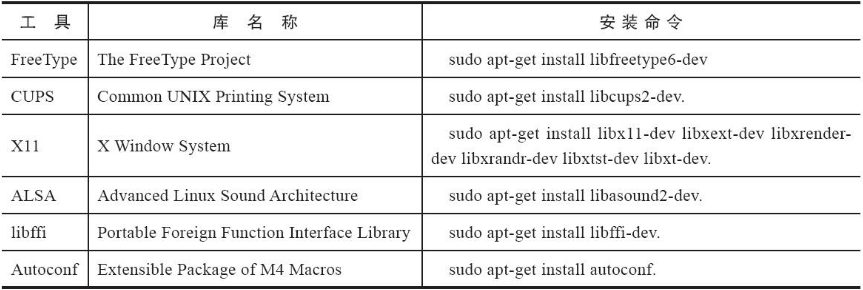 工 具 库 名 称 安 装 命 令
FreeType The FreeType Project sudo apt-get install libfreetype6-dev
CUPS Common UNIX Printing System sudo apt-get install libcups2-dev.
X11 X Window System sudo apt-get install libx11-dev libxext-dev libxrender-
dev libxrandr-dev libxtst-dev libxt-dev.
ALSA Advanced Linux Sound Architecture sudo apt-get install libasound2-dev.
libffi Portable Foreign Function Interface Library sudo apt-get install libffi-dev.
Autoconf Extensible Package of M4 Macros sudo apt-get install autoconf.